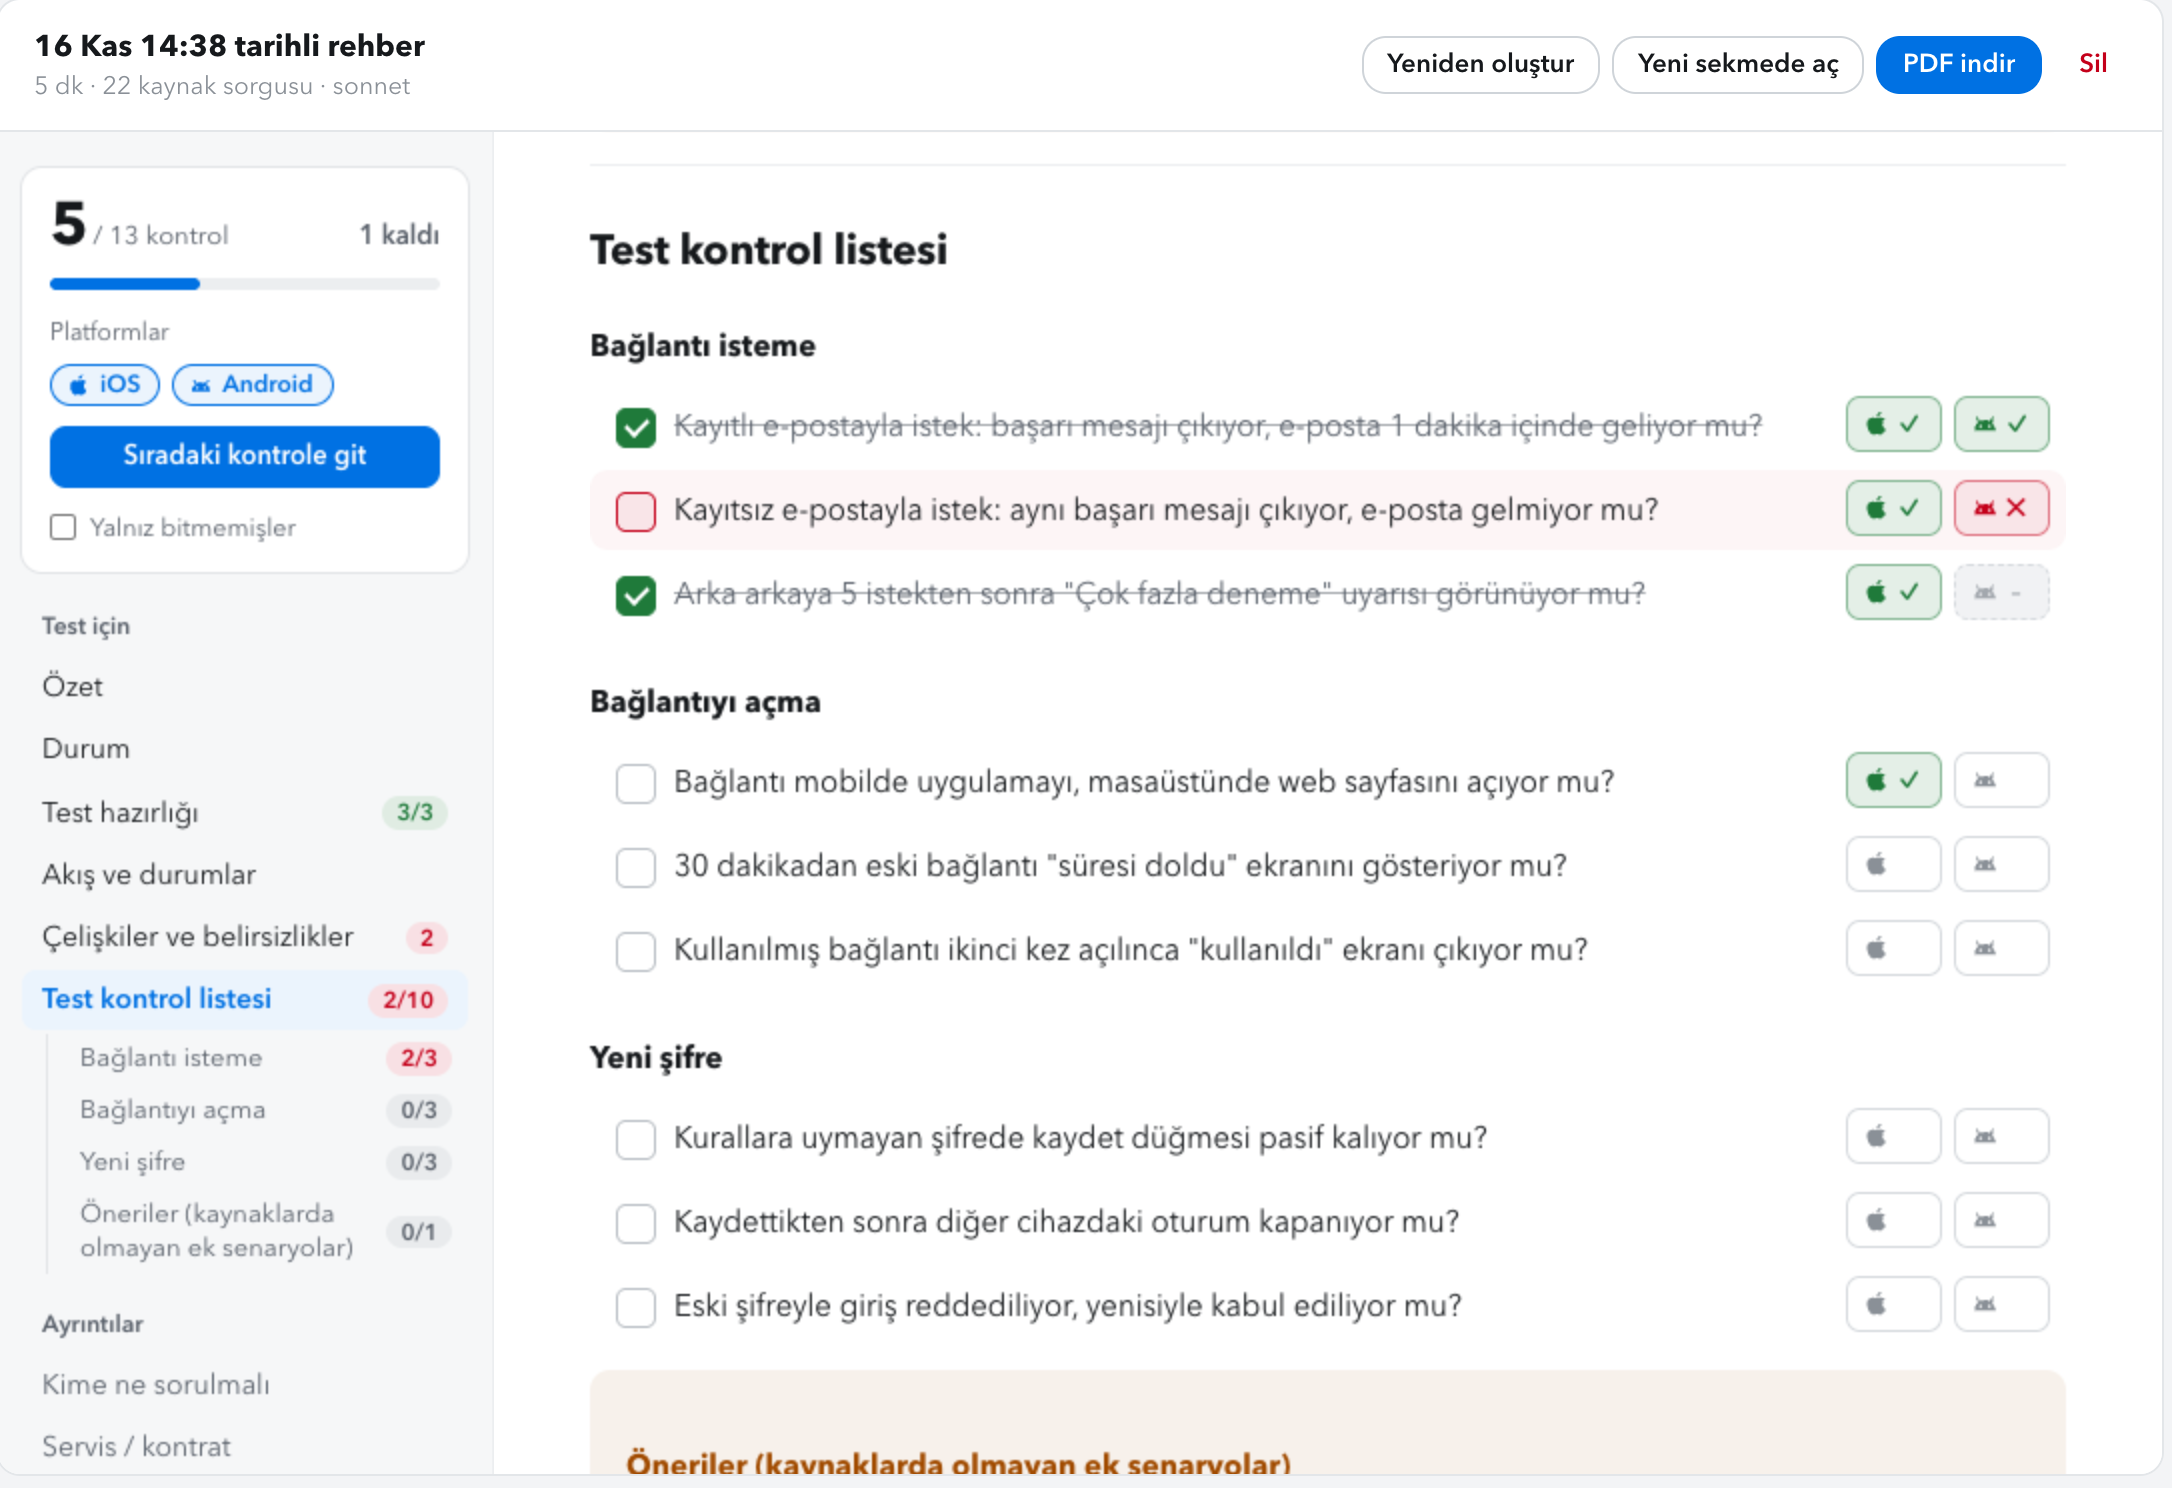 16 Kas 14:38 tarihli rehber
5 dk · 22 kaynak sorgusu · sonnet
Yeniden oluştur
Yeni sekmede aç
PDF indir
Sil
5 / 13 kontrol
1 kaldı
Platformlar
iOS
Android
Sıradaki kontrole git
Yalnız bitmemişler
Test için
Özet
Durum
Test hazırlığı 3/3
Akış ve durumlar
Çelişkiler ve belirsizlikler 2
Test kontrol listesi 2/10
Bağlantı isteme 2/3
Bağlantıyı açma 0/3
Yeni şifre 0/3
Öneriler (kaynaklarda
olmayan ek senaryolar) 0/1
Ayrıntılar
Kime ne sorulmalı
Servis / kontrat
Test kontrol listesi
Bağlantı isteme
Kayıtlı e-postayla istek: başarı mesajı çıkıyor, e-posta 1 dakika içinde geliyor mu?
Kayıtsız e-postayla istek: aynı başarı mesajı çıkıyor, e-posta gelmiyor mu?
Arka arkaya 5 istekten sonra "Çok fazla deneme" uyarısı görünüyor mu?
Bağlantıyı açma
Bağlantı mobilde uygulamayı, masaüstünde web sayfasını açıyor mu?
30 dakikadan eski bağlantı "süresi doldu" ekranını gösteriyor mu?
Kullanılmış bağlantı ikinci kez açılınca "kullanıldı" ekranı çıkıyor mu?
Yeni şifre
Kurallara uymayan şifrede kaydet düğmesi pasif kalıyor mu?
Kaydettikten sonra diğer cihazdaki oturum kapanıyor mu?
Eski şifreyle giriş reddediliyor, yenisiyle kabul ediliyor mu?
Öneriler (kaynaklarda olmayan ek senaryolar)